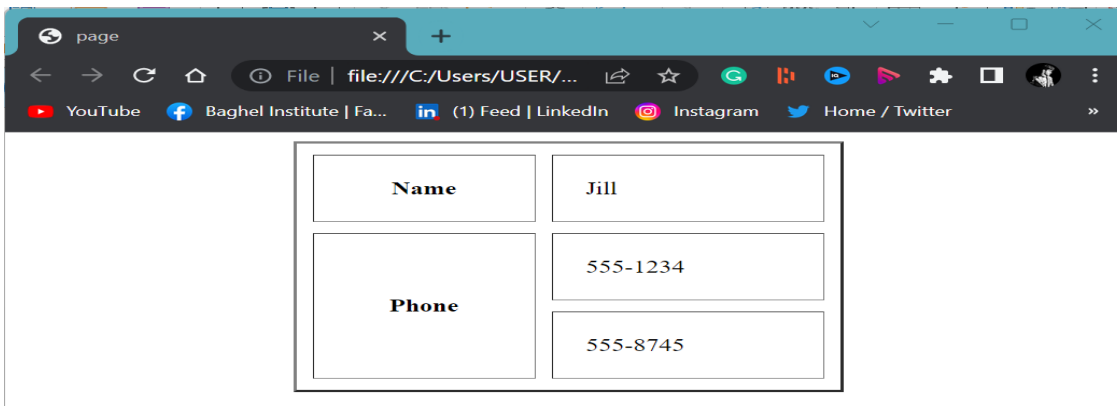 page
File | file:///C:/Users/USER/...
YouTube Baghel Institute | Fa... in (1) Feed | LinkedIn Instagram Home / Twitter »
Name Jill
Phone 555-1234
555-8745